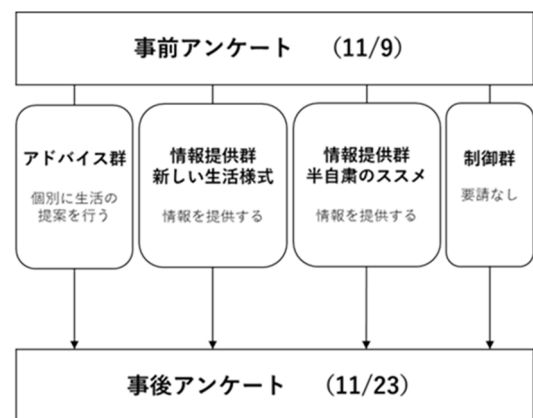 事前アンケート　（11/9）
アドバイス群
個別に生活の
提案を行う
情報提供群
新しい生活様式
情報を提供する
情報提供群
半自粛のススメ
情報を提供する
制御群
要請なし
事後アンケート　（11/23）